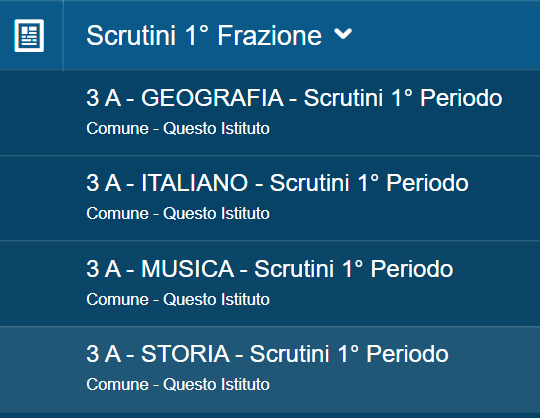 Scrutini 1° Frazione
3 A - GEOGRAFIA - Scrutini 1° Periodo
Comune - Questo Istituto
3 A - ITALIANO - Scrutini 1° Periodo
Comune - Questo Istituto
3 A - MUSICA - Scrutini 1° Periodo
Comune - Questo Istituto
3 A - STORIA - Scrutini 1° Periodo
Comune - Questo Istituto